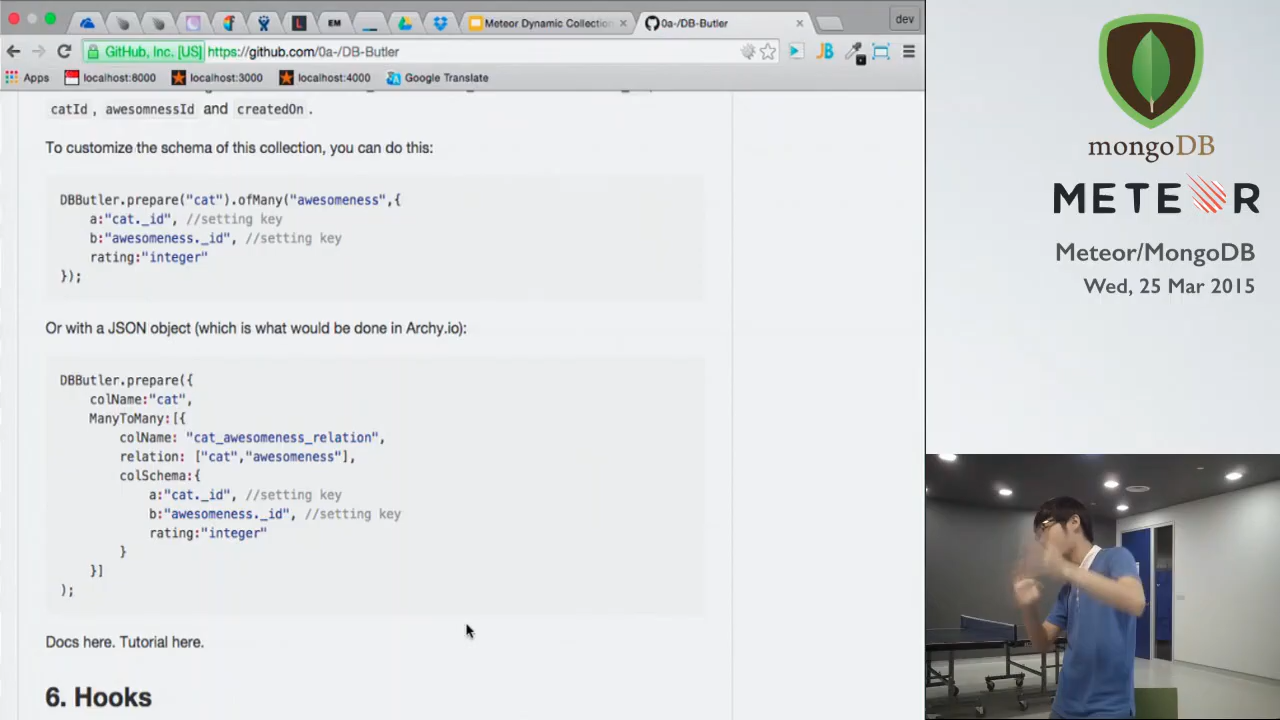 Meteor Dynamic Collection
0a-/DB-Butler
dev
GitHub, Inc. [US]
https://github.com/0a-/DB-Butler
Apps
localhost:8000
localhost:3000
localhost:4000
Google Translate
catId, awesomnessId and createdOn.
To customize the schema of this collection, you can do this:
DBButler.prepare("cat").ofMany("awesomeness",{
a:"cat._id", //setting key
b:"awesomeness._id", //setting key
rating:"integer"
});
Or with a JSON object (which is what would be done in Archy.io):
DBButler.prepare({
colName:"cat",
ManyToMany:[{
colName: "cat_awesomeness_relation",
relation: ["cat","awesomeness"],
colSchema:{
a:"cat._id", //setting key
b:"awesomeness._id", //setting key
rating:"integer"
}
}]
);
Docs here. Tutorial here.
6. Hooks
mongoDB
METEOR
Meteor/MongoDB
Wed, 25 Mar 2015